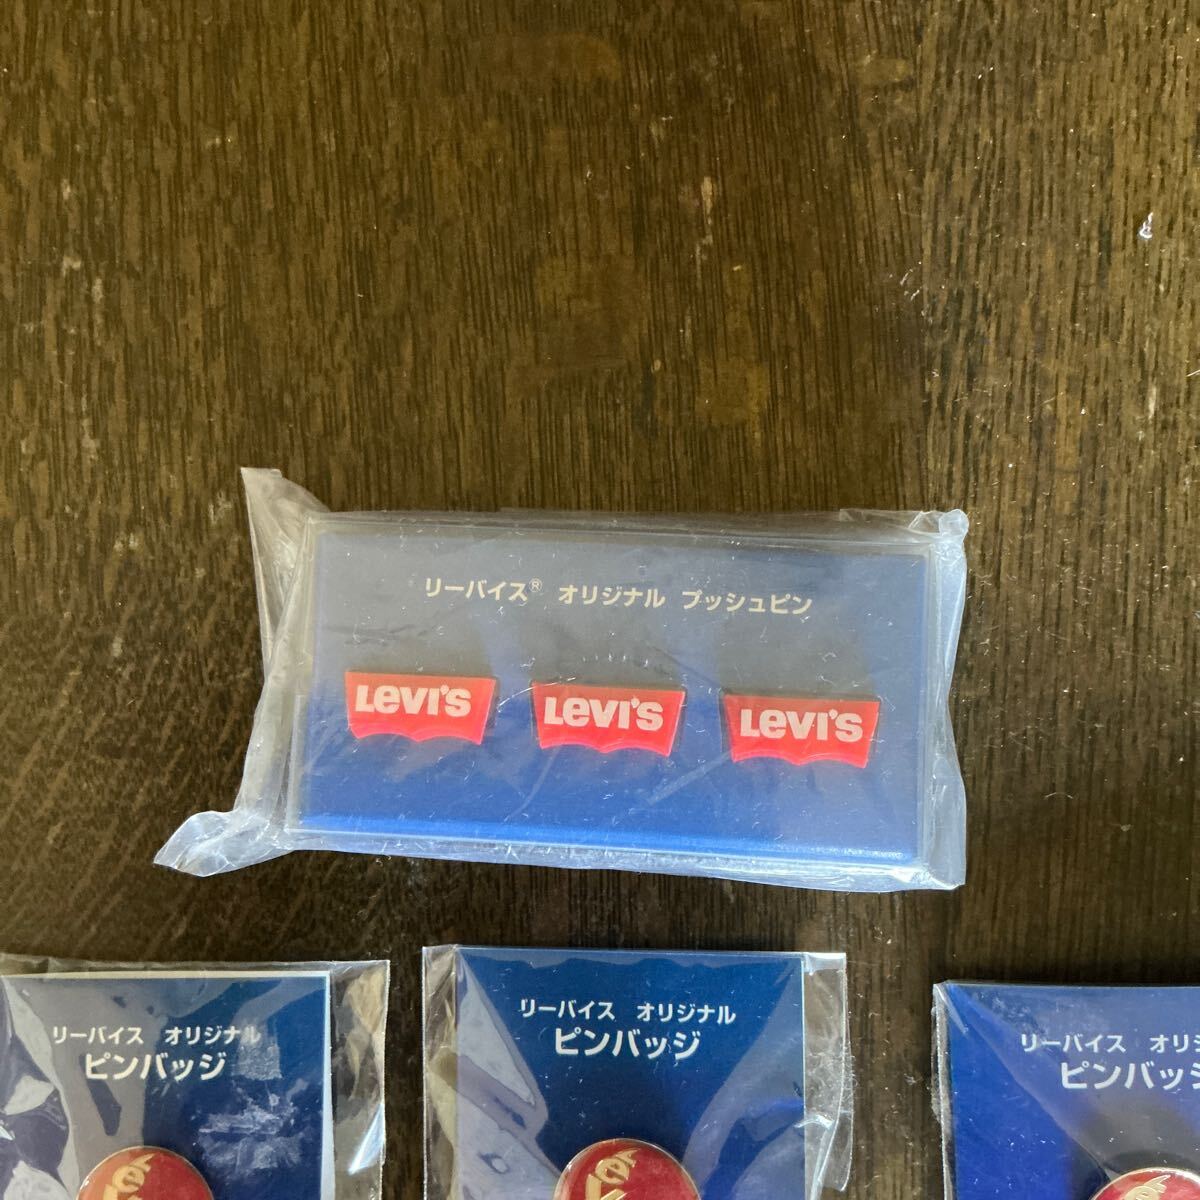 リーバイス® オリジナル プッシュピン
LEVI'S LEVI'S LEVI'S
リーバイス オリジナル
ピンバッジ
リーバイス オリジナル
ピンバッジ
リーバイス オリジ
ピンバッジ